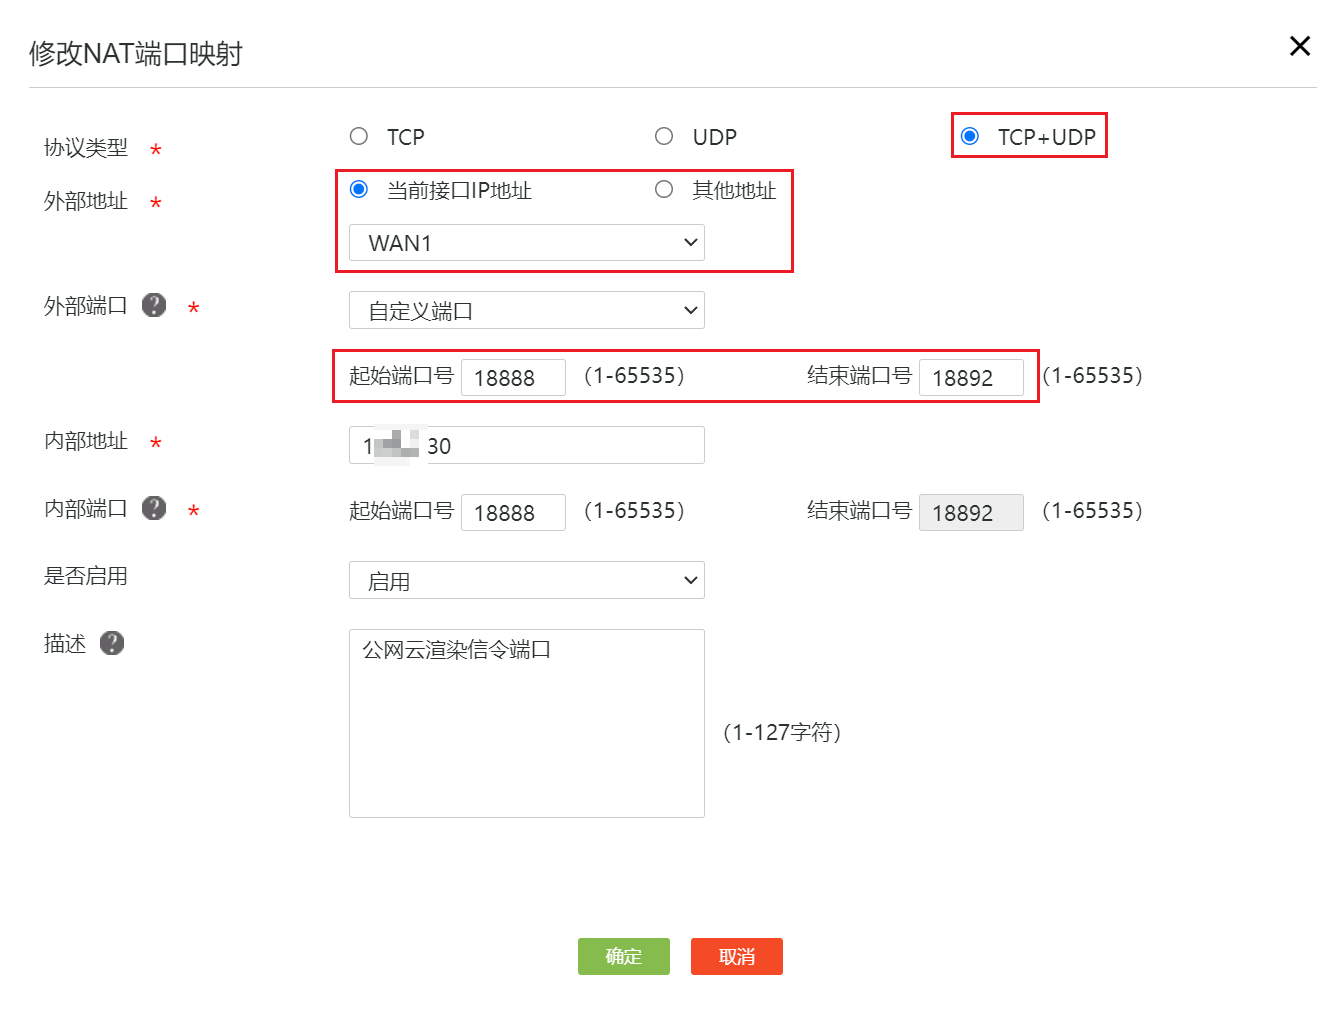 修改NAT端口映射
协议类型 * TCP UDP TCP+UDP
外部地址 * 当前接口IP地址 其他地址
WAN1
外部端口 ? * 自定义端口
起始端口号 18888 (1-65535) 结束端口号 18892 (1-65535)
内部地址 * 1 30
内部端口 ? * 起始端口号 18888 (1-65535) 结束端口号 18892 (1-65535)
是否启用 启用
描述 ? 公网云渲染信令端口
(1-127字符)
确定 取消